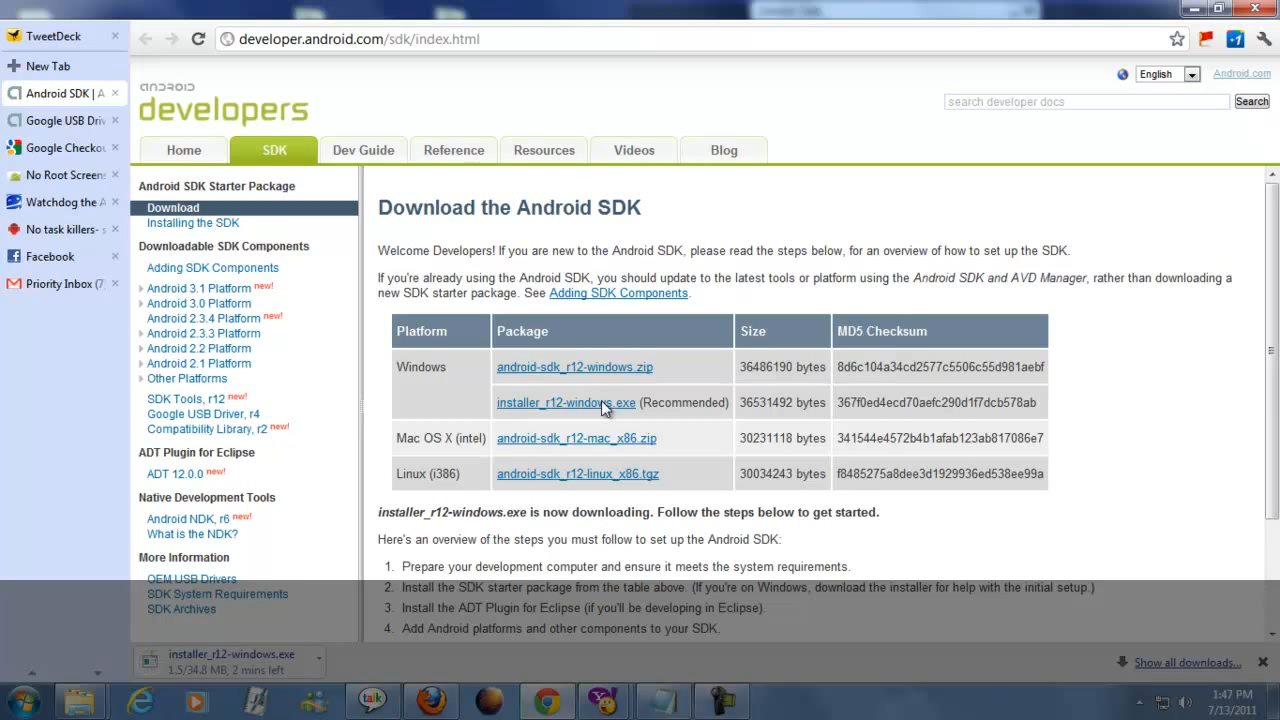 TweetDeck
New Tab
Android SDK | A
Google USB Driv
Google Checkou
No Root Screens
Watchdog the A
No task killers- s
Facebook
Priority Inbox (7
developer.android.com/sdk/index.html
+1
English
Android.com
android
developers
search developer docs
Search
Home
SDK
Dev Guide
Reference
Resources
Videos
Blog
Android SDK Starter Package
Download
Installing the SDK
Downloadable SDK Components
Adding SDK Components
Android 3.1 Platform new!
Android 3.0 Platform
Android 2.3.4 Platform new!
Android 2.3.3 Platform
Android 2.2 Platform
Android 2.1 Platform
Other Platforms
SDK Tools, r12 new!
Google USB Driver, r4
Compatibility Library, r2 new!
ADT Plugin for Eclipse
ADT 12.0.0 new!
Native Development Tools
Android NDK, r6 new!
What is the NDK?
More Information
OEM USB Drivers
SDK System Requirements
SDK Archives
Download the Android SDK
Welcome Developers! If you are new to the Android SDK, please read the steps below, for an overview of how to set up the SDK.
If you're already using the Android SDK, you should update to the latest tools or platform using the Android SDK and AVD Manager, rather than downloading a
new SDK starter package. See Adding SDK Components.
Platform Package Size MD5 Checksum
Windows android-sdk_r12-windows.zip 36486190 bytes 8d6c104a34cd2577c5506c55d981aebf
installer_r12-windows.exe (Recommended) 36531492 bytes 367f0ed4ecd70aefc290d1f7dcb578ab
Mac OS X (intel) android-sdk_r12-mac_x86.zip 30231118 bytes 341544e4572b4b1afab123ab817086e7
Linux (i386) android-sdk_r12-linux_x86.tgz 30034243 bytes f8485275a8dee3d1929936ed538ee99a
installer_r12-windows.exe is now downloading. Follow the steps below to get started.
Here's an overview of the steps you must follow to set up the Android SDK:
1. Prepare your development computer and ensure it meets the system requirements.
2. Install the SDK starter package from the table above. (If you're on Windows, download the installer for help with the initial setup.)
3. Install the ADT Plugin for Eclipse (if you'll be developing in Eclipse).
4. Add Android platforms and other components to your SDK.
installer_r12-windows.exe
1.5/34.8 MB, 2 mins left
Show all downloads...
talk
1:47 PM
7/13/2011